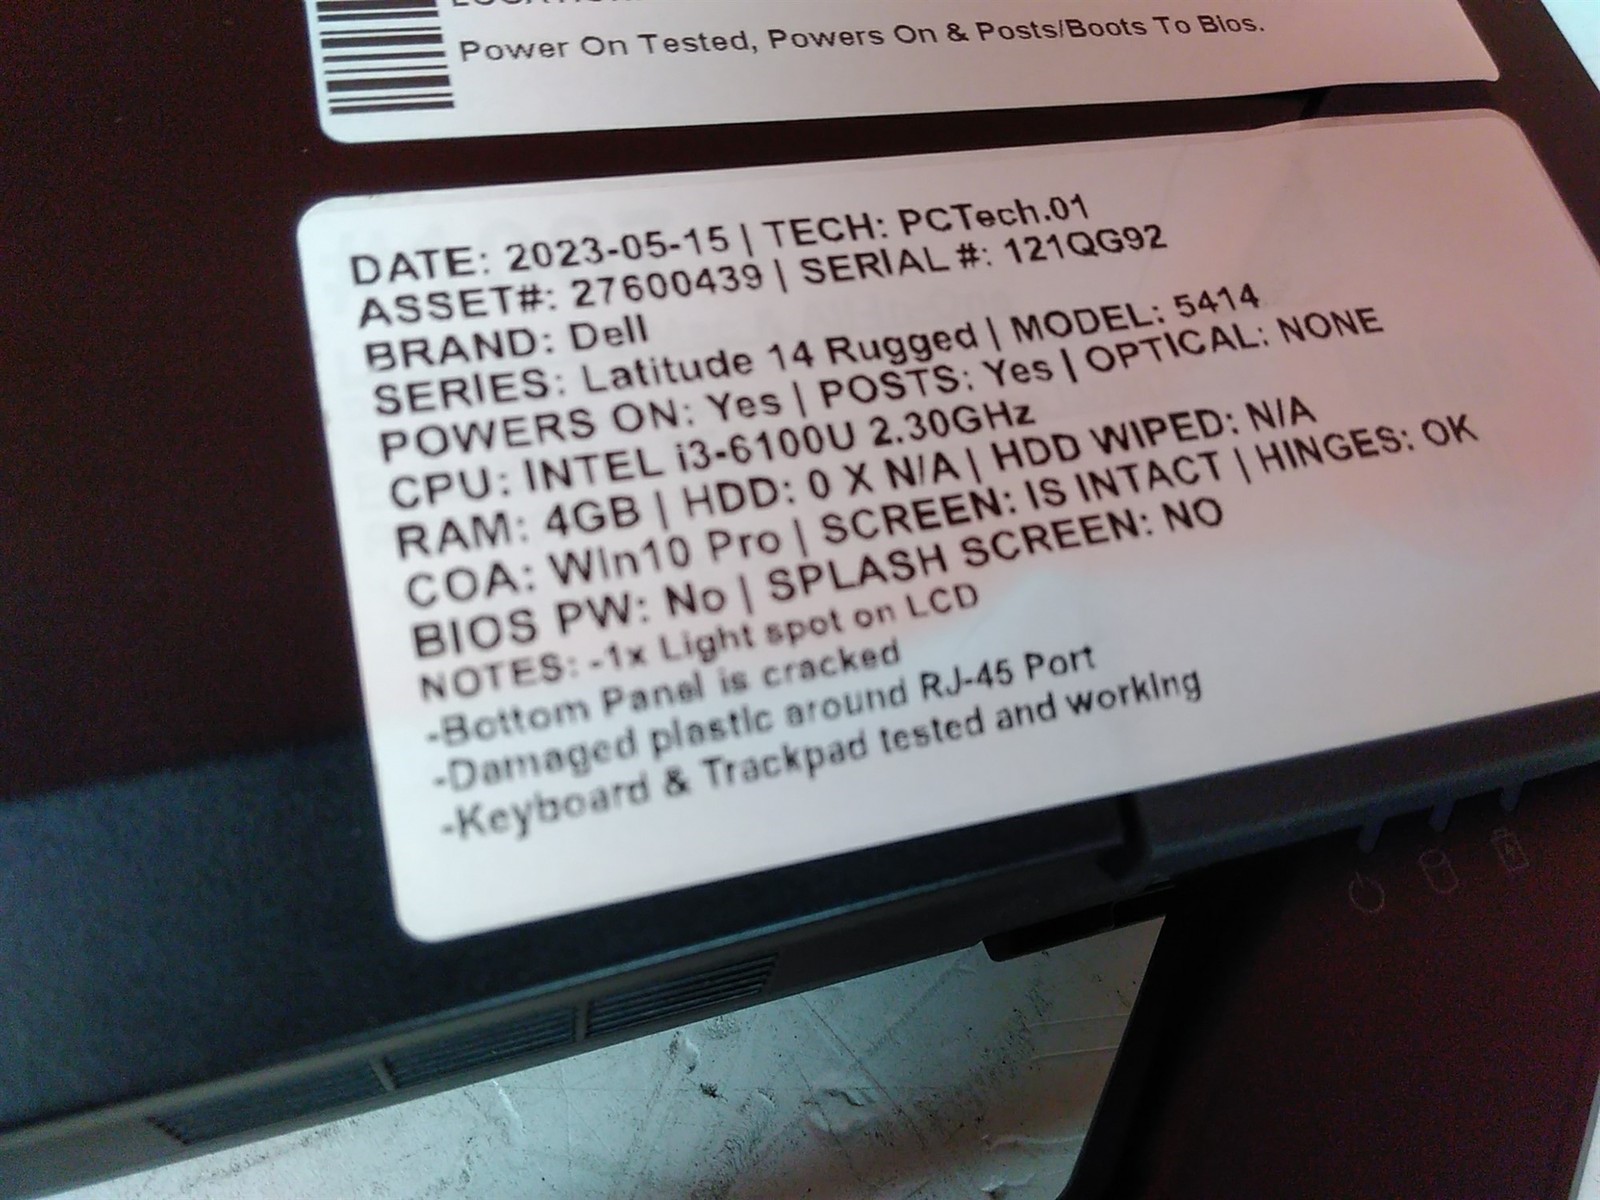 Power On Tested, Powers On & Posts/Boots To Bios.
DATE: 2023-05-15 | TECH: PCTech.01
ASSET#: 27600439 | SERIAL #: 121QG92
BRAND: Dell
SERIES: Latitude 14 Rugged | MODEL: 5414
POWERS ON: Yes | POSTS: Yes | OPTICAL: NONE
CPU: INTEL i3-6100U 2.30GHz
RAM: 4GB | HDD: 0 X N/A | HDD WIPED: N/A
COA: Win10 Pro | SCREEN: IS INTACT | HINGES: OK
BIOS PW: No | SPLASH SCREEN: NO
NOTES: -1x Light spot on LCD
-Bottom Panel is cracked
-Damaged plastic around RJ-45 Port
-Keyboard & Trackpad tested and working